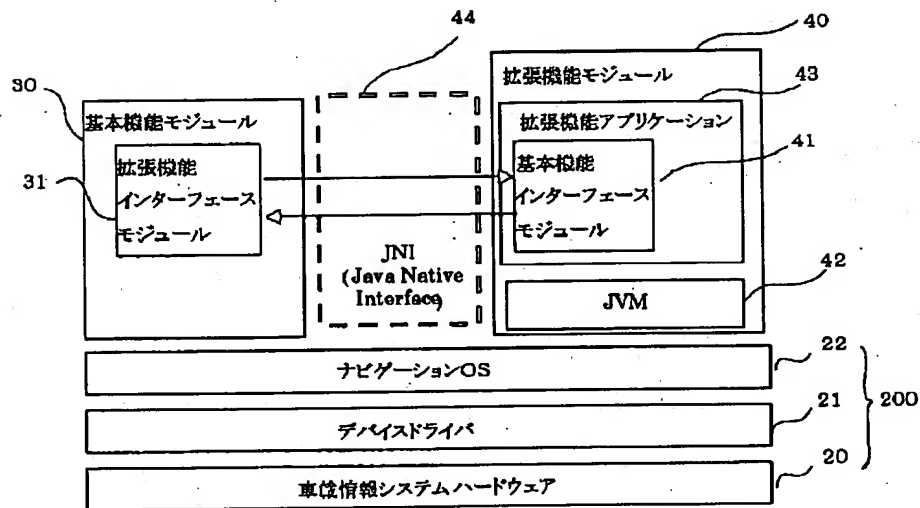 44
40
拡張機能モジュール
43
30
基本機能モジュール
拡張機能アプリケーション
拡張機能
インターフェース
モジュール
31
基本機能
インターフェース
モジュール
41
JNI
(Java Native
Interface)
42
JVM
22
ナビゲーションOS
200
21
デバイスドライバ
20
車載情報システムハードウェア